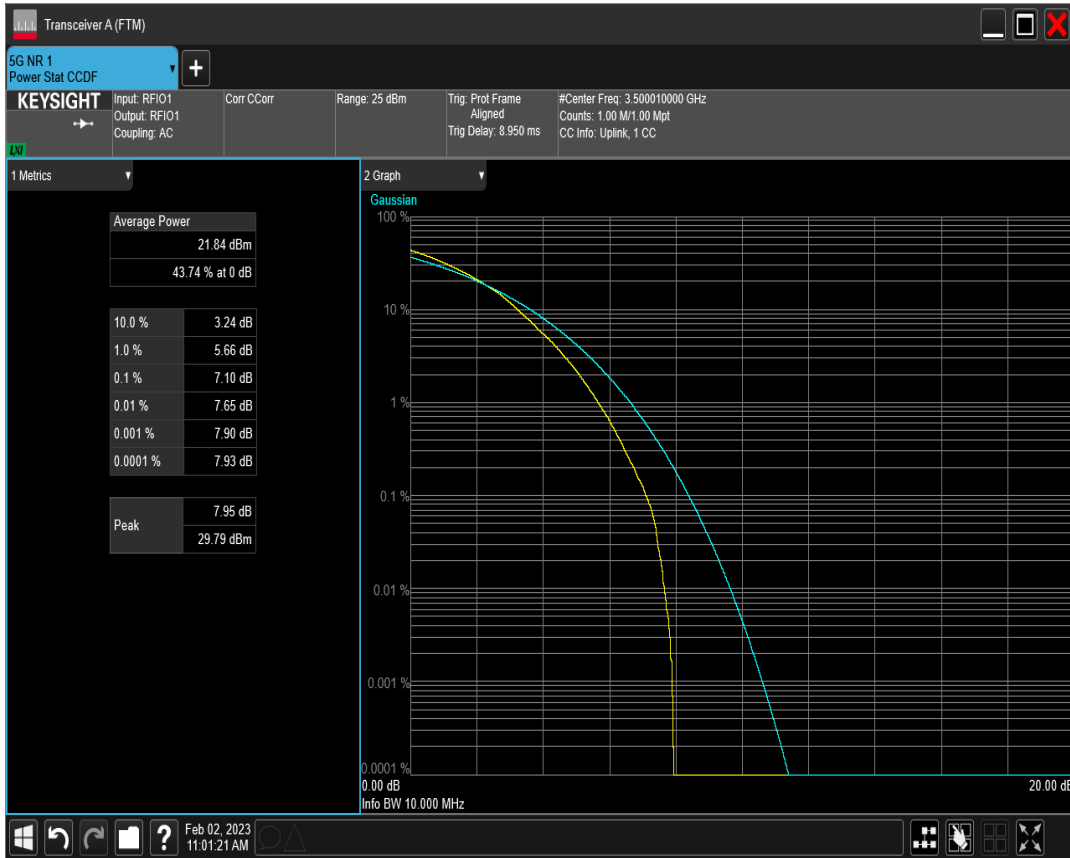 Transceiver A (FTM)
5G NR 1
Power Stat CCDF
+
KEYSIGHT
LXI
Input: RFIO1
Output: RFIO1
Coupling: AC
Corr CCorr
Range: 25 dBm
Trig: Prot Frame
Aligned
Trig Delay: 8.950 ms
#Center Freq: 3.500010000 GHz
Counts: 1.00 M/1.00 Mpt
CC Info: Uplink, 1 CC
1 Metrics
Average Power
21.84 dBm
43.74 % at 0 dB
10.0 % 3.24 dB
1.0 % 5.66 dB
0.1 % 7.10 dB
0.01 % 7.65 dB
0.001 % 7.90 dB
0.0001 % 7.93 dB
Peak 7.95 dB
29.79 dBm
2 Graph
Gaussian
100 %
10 %
1 %
0.1 %
0.01 %
0.001 %
0.0001 %
0.00 dB 20.00 dB
Info BW 10.000 MHz
? Feb 02, 2023
11:01:21 AM